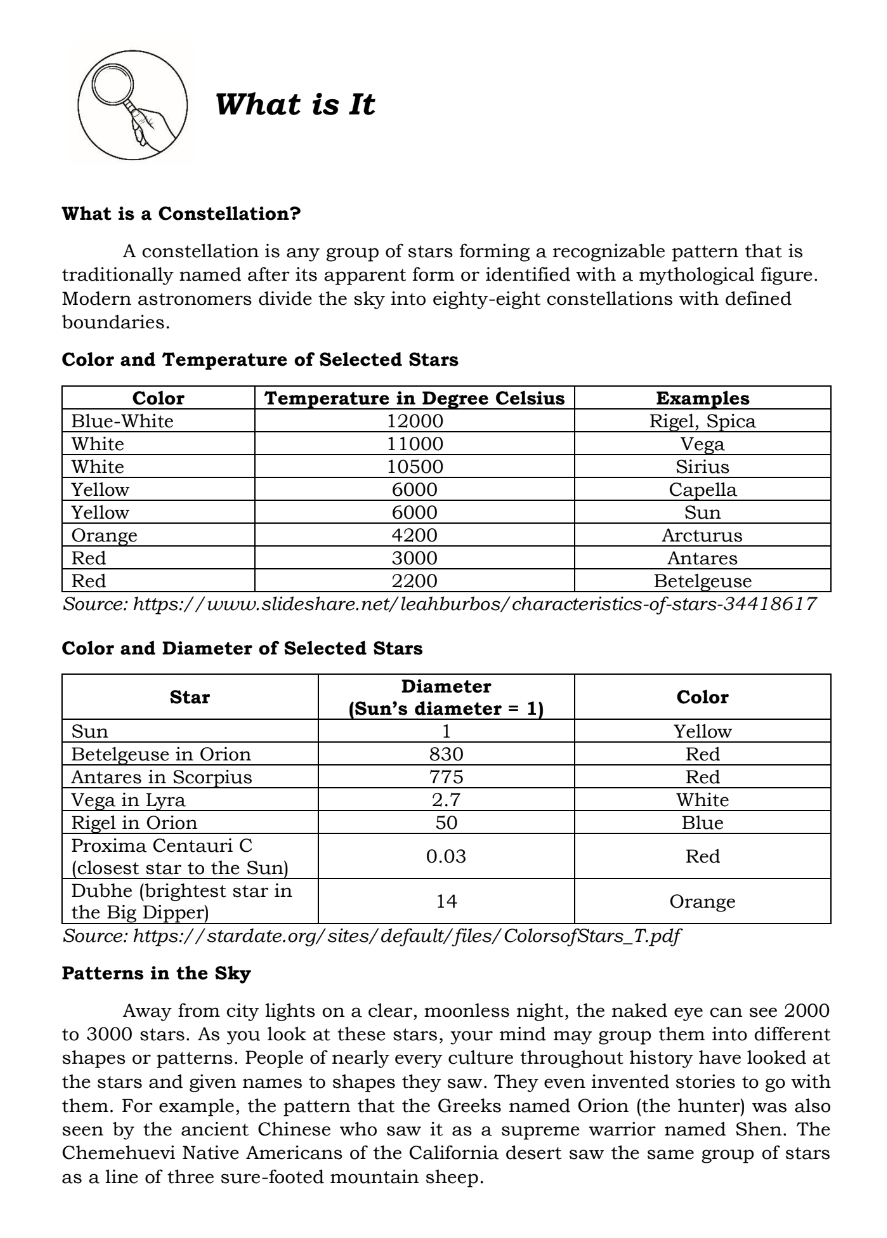 What is It
What is a Constellation?
A constellation is any group of stars forming a recognizable pattern that is
traditionally named after its apparent form or identified with a mythological figure.
Modern astronomers divide the sky into eighty-eight constellations with defined
boundaries.
Color and Temperature of Selected Stars
Color Temperature in Degree Celsius Examples
Blue-White 12000 Rigel, Spica
White 11000 Vega
White 10500 Sirius
Yellow 6000 Capella
Yellow 6000 Sun
Orange 4200 Arcturus
Red 3000 Antares
Red 2200 Betelgeuse
Source: https://www.slideshare.net/leahburbos/characteristics-of-stars-34418617
Color and Diameter of Selected Stars
Star Diameter (Sun's diameter = 1) Color
Sun 1 Yellow
Betelgeuse in Orion 830 Red
Antares in Scorpius 775 Red
Vega in Lyra 2.7 White
Rigel in Orion 50 Blue
Proxima Centauri C
(closest star to the Sun) 0.03 Red
Dubhe (brightest star in
the Big Dipper) 14 Orange
Source: https://stardate.org/sites/default/files/ColorsofStars_T.pdf
Patterns in the Sky
Away from city lights on a clear, moonless night, the naked eye can see 2000
to 3000 stars. As you look at these stars, your mind may group them into different
shapes or patterns. People of nearly every culture throughout history have looked at
the stars and given names to shapes they saw. They even invented stories to go with
them. For example, the pattern that the Greeks named Orion (the hunter) was also
seen by the ancient Chinese who saw it as a supreme warrior named Shen. The
Chemehuevi Native Americans of the California desert saw the same group of stars
as a line of three sure-footed mountain sheep.